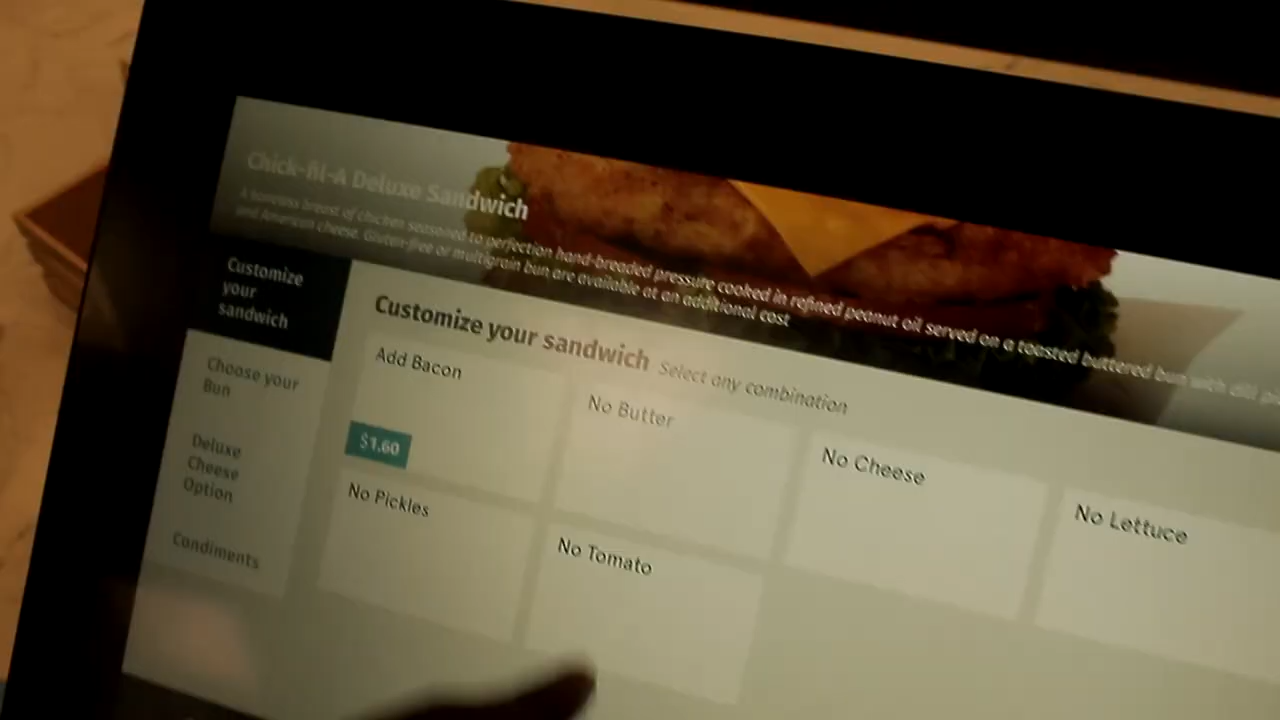 Chick-fil-A Deluxe Sandwich
A boneless breast of chicken seasoned to perfection hand-breaded pressure cooked in refined peanut oil served on a toasted buttered bun with dill
and American cheese. Gluten-free or multigrain bun are available at an additional cost
Customize
your
sandwich
Choose your
Bun
Deluxe
Cheese
Option
Condiments
Customize your sandwich Select any combination
Add Bacon
$1.60
No Butter
No Cheese
No Lettuce
No Pickles
No Tomato